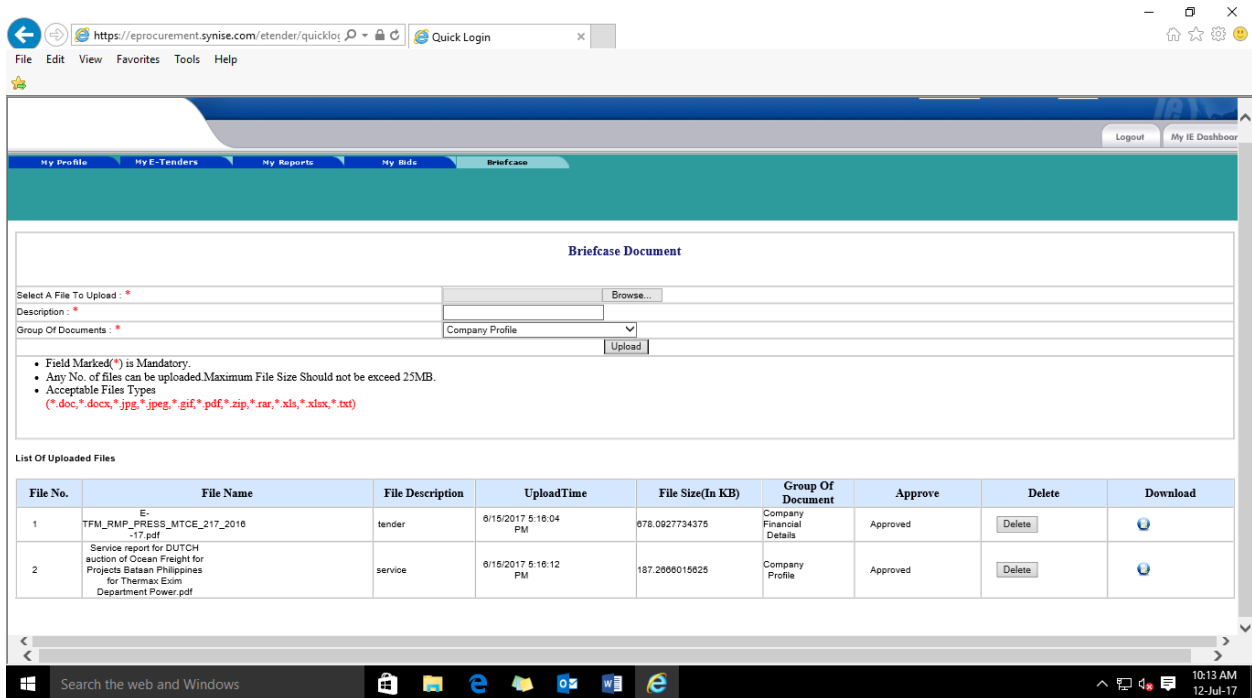 https://eprocurement.synise.com/etender/quicklog
Quick Login
File Edit View Favorites Tools Help
Logout My IE Dashboar
My Profile My E-Tenders My Reports My Bids Briefcase
Briefcase Document
Select A File To Upload : * Browse...
Description : *
Group Of Documents : * Company Profile
Upload
• Field Marked(*) is Mandatory.
• Any No. of files can be uploaded.Maximum File Size Should not be exceed 25MB.
• Acceptable Files Types
(*.doc,*.docx,*.jpg,*.jpeg,*.gif,*.pdf,*.zip,*.rar,*.xls,*.xlsx,*.txt)
List Of Uploaded Files
File No. File Name File Description UploadTime File Size(In KB) Group Of Document Approve Delete Download
1 E-
TFM_RMP_PRESS_MTCE_217_2016
-17.pdf
tender
6/15/2017 5:16:04
PM
678.0927734375
Company
Financial
Details
Approved
Delete
2 Service report for DUTCH
auction of Ocean Freight for
Projects Bataan Philippines
for Thermax Exim
Department Power.pdf
service
6/15/2017 5:16:12
PM
187.2666015625
Company
Profile
Approved
Delete
Search the web and Windows
10:13 AM
12-Jul-17